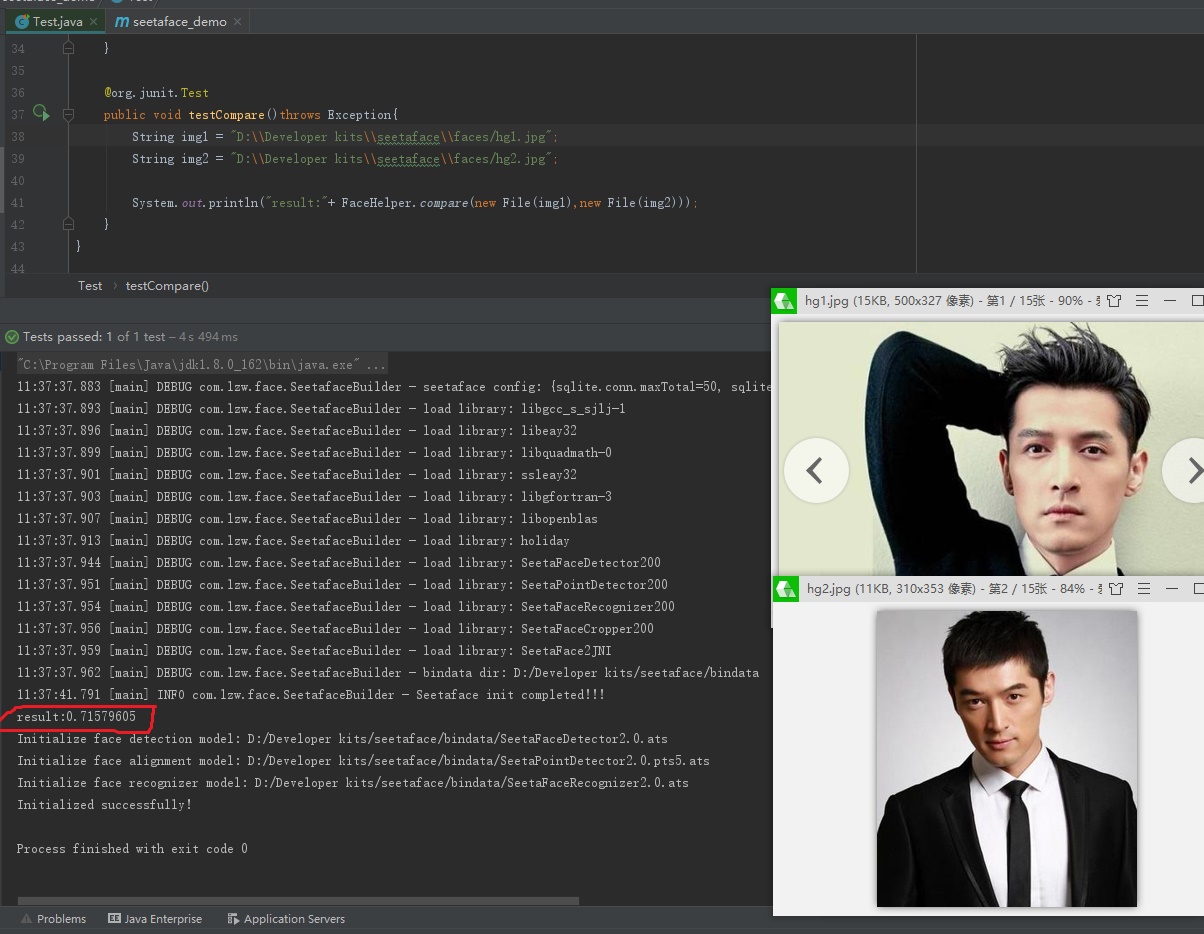 Test.java
seetaface_demo
34 }
35
36 @org.junit.Test
37 public void testCompare()throws Exception{
38 String img1 = "D:\\Developer kits\\seetaface\\faces/hg1.jpg";
39 String img2 = "D:\\Developer kits\\seetaface\\faces/hg2.jpg";
40
41 System.out.println("result:"+ FaceHelper.compare(new File(img1),new File(img2)));
42 }
43 }
44
Test › testCompare()
Tests passed: 1 of 1 test – 4 s 494 ms
"C:\Program Files\Java\jdk1.8.0_162\bin\java.exe" ...
11:37:37.883 [main] DEBUG com.lzw.face.SeetafaceBuilder - seetaface config: {sqlite.conn.maxTotal=50, sqlite
11:37:37.893 [main] DEBUG com.lzw.face.SeetafaceBuilder - load library: libgcc_s_sjlj-1
11:37:37.896 [main] DEBUG com.lzw.face.SeetafaceBuilder - load library: libeay32
11:37:37.899 [main] DEBUG com.lzw.face.SeetafaceBuilder - load library: libquadmath-0
11:37:37.901 [main] DEBUG com.lzw.face.SeetafaceBuilder - load library: ssleay32
11:37:37.903 [main] DEBUG com.lzw.face.SeetafaceBuilder - load library: libgfortran-3
11:37:37.907 [main] DEBUG com.lzw.face.SeetafaceBuilder - load library: libopenblas
11:37:37.913 [main] DEBUG com.lzw.face.SeetafaceBuilder - load library: holiday
11:37:37.944 [main] DEBUG com.lzw.face.SeetafaceBuilder - load library: SeetaFaceDetector200
11:37:37.951 [main] DEBUG com.lzw.face.SeetafaceBuilder - load library: SeetaPointDetector200
11:37:37.954 [main] DEBUG com.lzw.face.SeetafaceBuilder - load library: SeetaFaceRecognizer200
11:37:37.956 [main] DEBUG com.lzw.face.SeetafaceBuilder - load library: SeetaFaceCropper200
11:37:37.959 [main] DEBUG com.lzw.face.SeetafaceBuilder - load library: SeetaFace2JNI
11:37:37.962 [main] DEBUG com.lzw.face.SeetafaceBuilder - bindata dir: D:/Developer kits/seetaface/bindata
11:37:41.791 [main] INFO com.lzw.face.SeetafaceBuilder - Seetaface init completed!!!
result:0.71579605
Initialize face detection model: D:/Developer kits/seetaface/bindata/SeetaFaceDetector2.0.ats
Initialize face alignment model: D:/Developer kits/seetaface/bindata/SeetaPointDetector2.0.pts5.ats
Initialize face recognizer model: D:/Developer kits/seetaface/bindata/SeetaFaceRecognizer2.0.ats
Initialized successfully!
Process finished with exit code 0
hg1.jpg (15KB, 500x327 像素) - 第1 / 15张 - 90% -
hg2.jpg (11KB, 310x353 像素) - 第2 / 15张 - 84% -
Problems
Java Enterprise
Application Servers